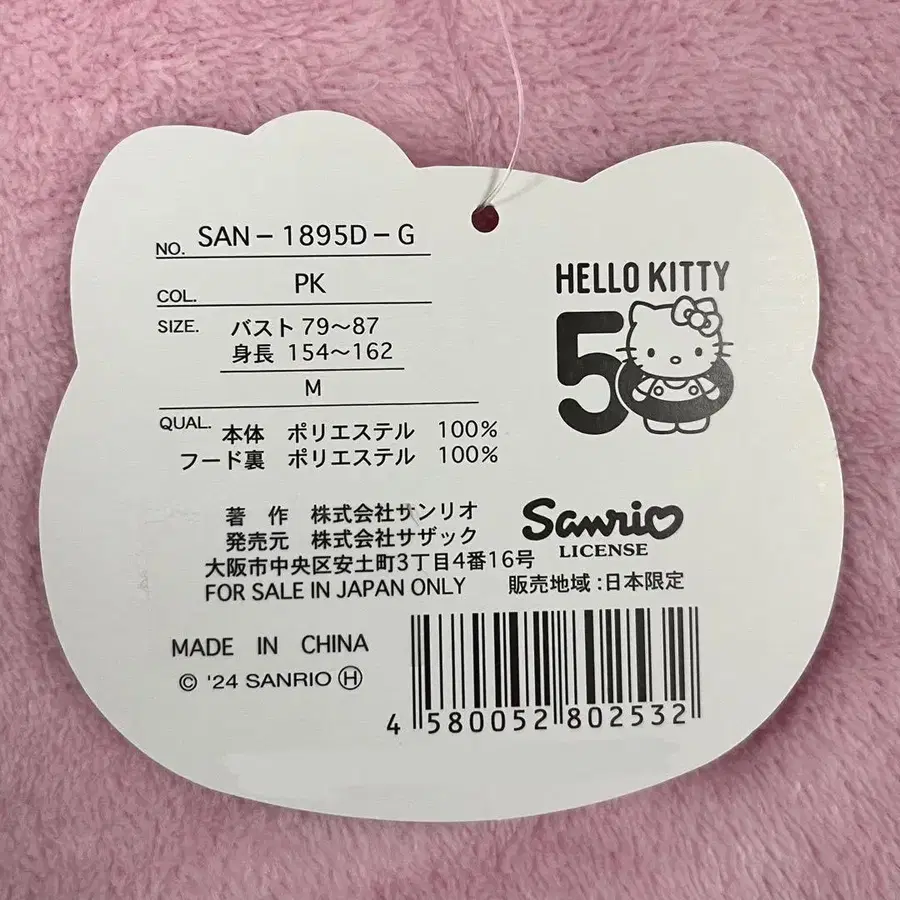 NO. SAN-1895D-G
COL. PK
SIZE. バスト 79～87
身長 154～162
M
QUAL. 本体 ポリエステル 100%
フード裏 ポリエステル 100%
HELLO KITTY
50
著 作 株式会社サンリオ
発売元 株式会社サザック
大阪市中央区安土町3丁目4番16号
FOR SALE IN JAPAN ONLY 販売地域:日本限定
Sanrio
LICENSE
MADE IN CHINA
© '24 SANRIO Ⓗ
4 580052 802532